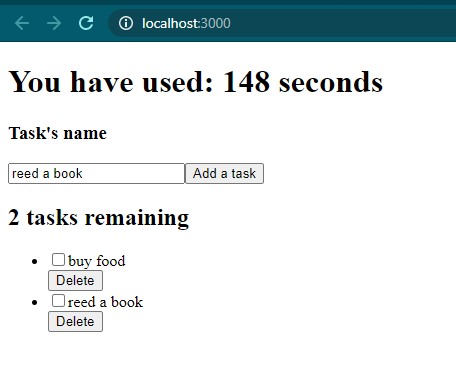 localhost:3000
You have used: 148 seconds
Task's name
reed a book Add a task
2 tasks remaining
buy food
Delete
reed a book
Delete